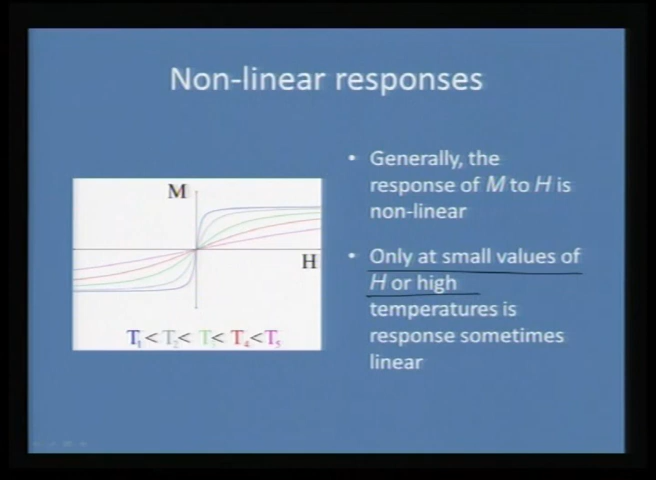 Non-linear responses
• Generally, the
response of M to H is
non-linear
• Only at small values of
H or high
temperatures is
response sometimes
linear
M
H
T1<T2<T3<T4<T5